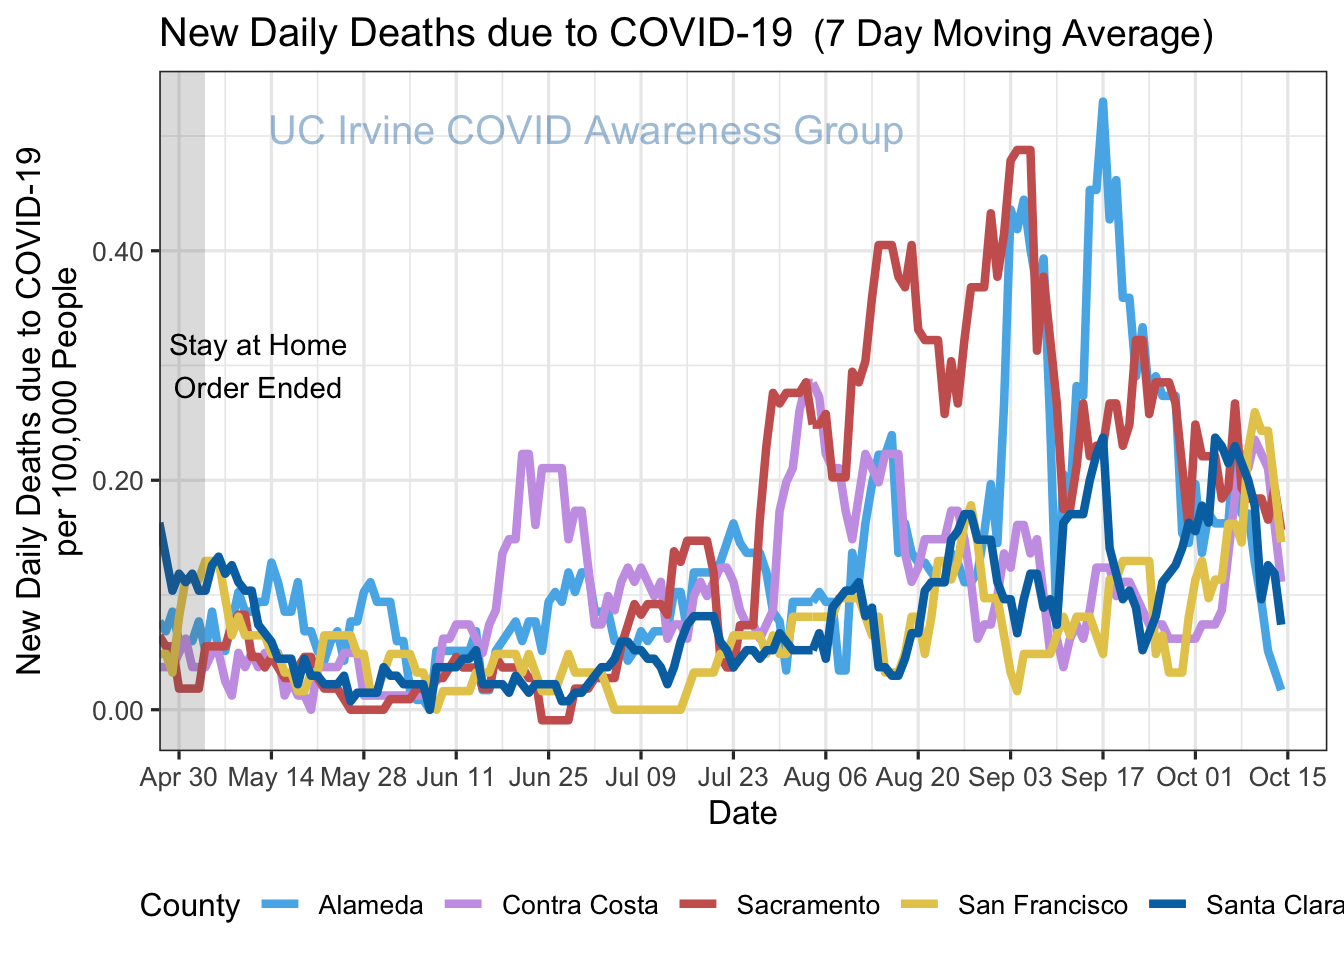 New Daily Deaths due to COVID-19 (7 Day Moving Average)
New Daily Deaths due to COVID-19
per 100,000 People
0.40
0.20
0.00
UC Irvine COVID Awareness Group
Stay at Home
Order Ended
Apr 30 May 14 May 28 Jun 11 Jun 25 Jul 09 Jul 23 Aug 06 Aug 20 Sep 03 Sep 17 Oct 01 Oct 15
Date
County Alameda Contra Costa Sacramento San Francisco Santa Clara